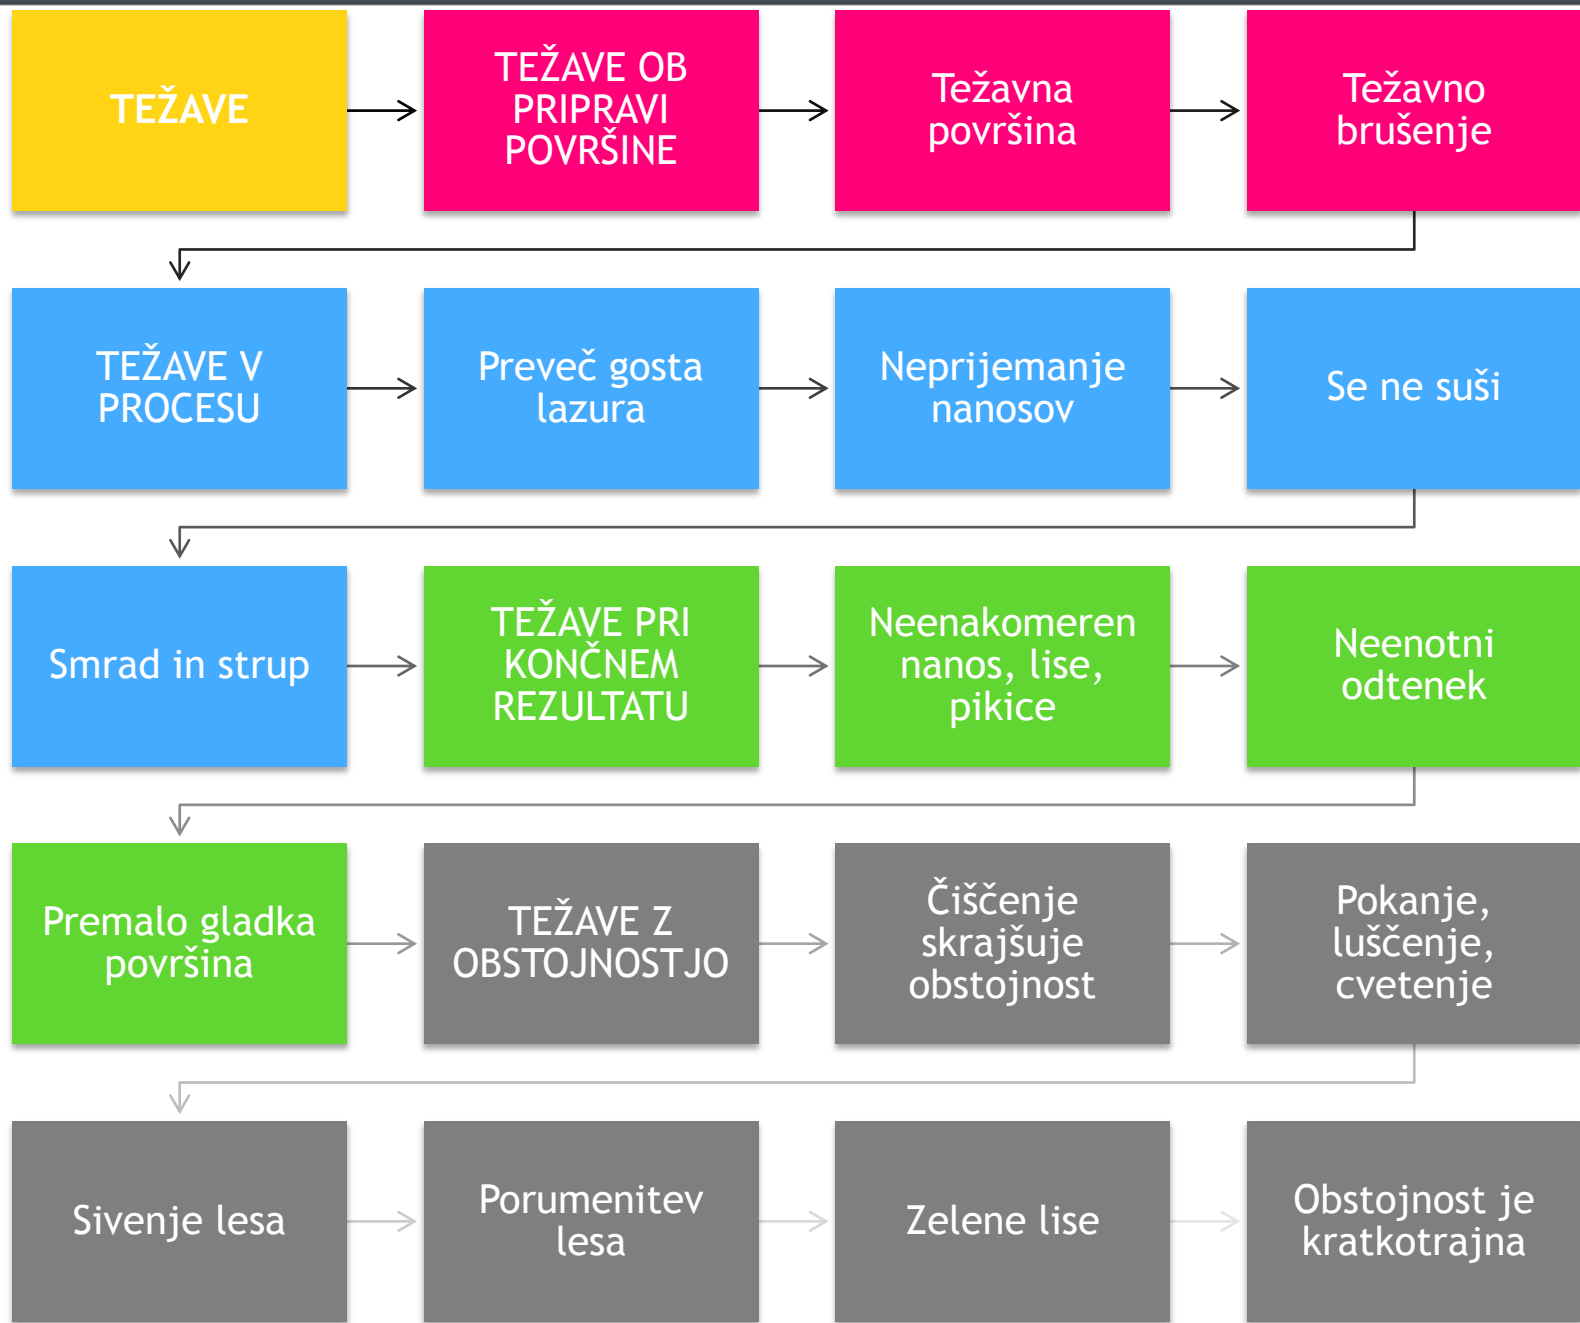 TEŽAVE
TEŽAVE OB
PRIPRAVI
POVRŠINE
Težavna
površina
Težavno
brušenje
TEŽAVE V
PROCESU
Preveč gosta
lazura
Neprijemanje
nanosov
Se ne suši
Smrad in strup
TEŽAVE PRI
KONČNEM
REZULTATU
Neenakomeren
nanos, lise,
pikice
Neenotni
odtenek
Premalo gladka
površina
TEŽAVE Z
OBSTOJNOSTJO
Čiščenje
skrajšuje
obstojnost
Pokanje,
luščenje,
cvetenje
Sivenje lesa
Porumenitev
lesa
Zelene lise
Obstojnost je
kratkotrajna